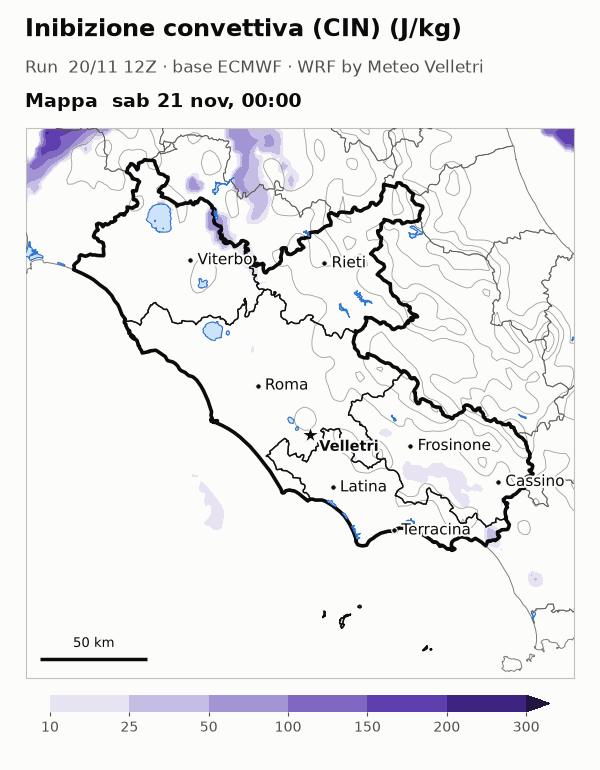 Inibizione convettiva (CIN) (J/kg)
Run  20/11 12Z · base ECMWF · WRF by Meteo Velletri
Mappa  sab 21 nov, 00:00
Viterbo
Rieti
Roma
Velletri
Frosinone
Cassino
Latina
Terracina
50 km
10 25 50 100 150 200 300